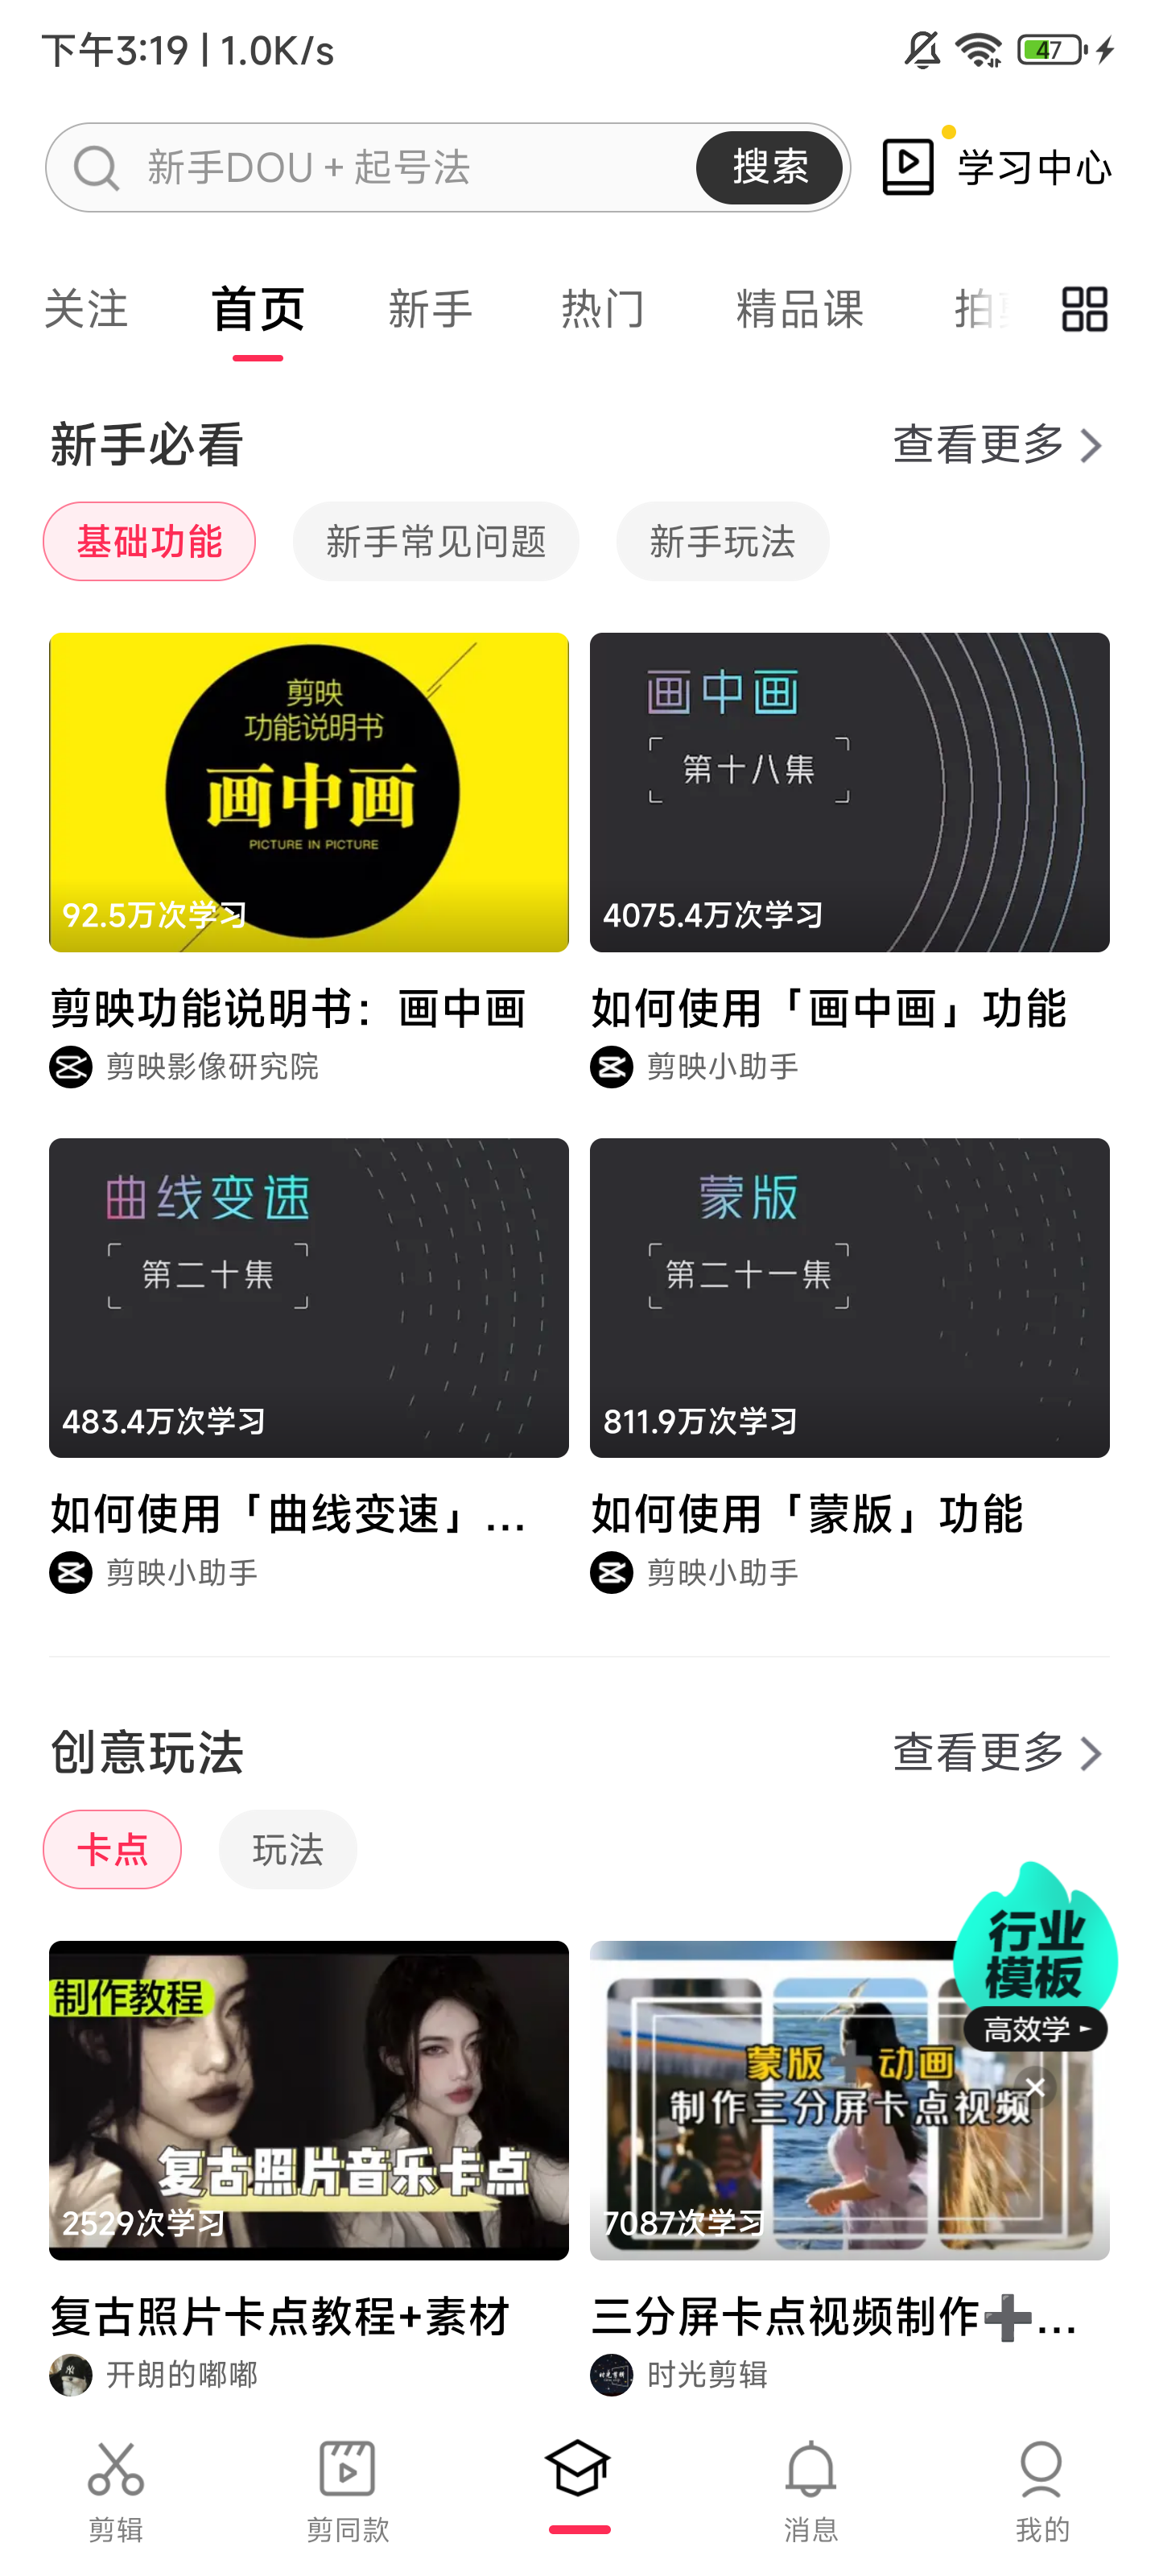 下午3:19 | 1.0K/s
47
新手DOU + 起号法
搜索
学习中心
关注 首页 新手 热门 精品课 拍
新手必看
查看更多
基础功能 新手常见问题 新手玩法
剪映
功能说明书
画中画
PICTURE IN PICTURE
92.5万次学习
画中画
第十八集
4075.4万次学习
剪映功能说明书：画中画
剪映影像研究院
如何使用「画中画」功能
剪映小助手
曲线变速
第二十集
483.4万次学习
蒙版
第二十一集
811.9万次学习
如何使用「曲线变速」...
剪映小助手
如何使用「蒙版」功能
剪映小助手
创意玩法
查看更多
卡点 玩法
行业
模板
高效学
制作教程
复古照片音乐卡点
2529次学习
蒙版➕动画
制作三分屏卡点视频
7087次学习
复古照片卡点教程+素材
开朗的嘟嘟
三分屏卡点视频制作➕...
时光剪辑
剪辑 剪同款 消息 我的